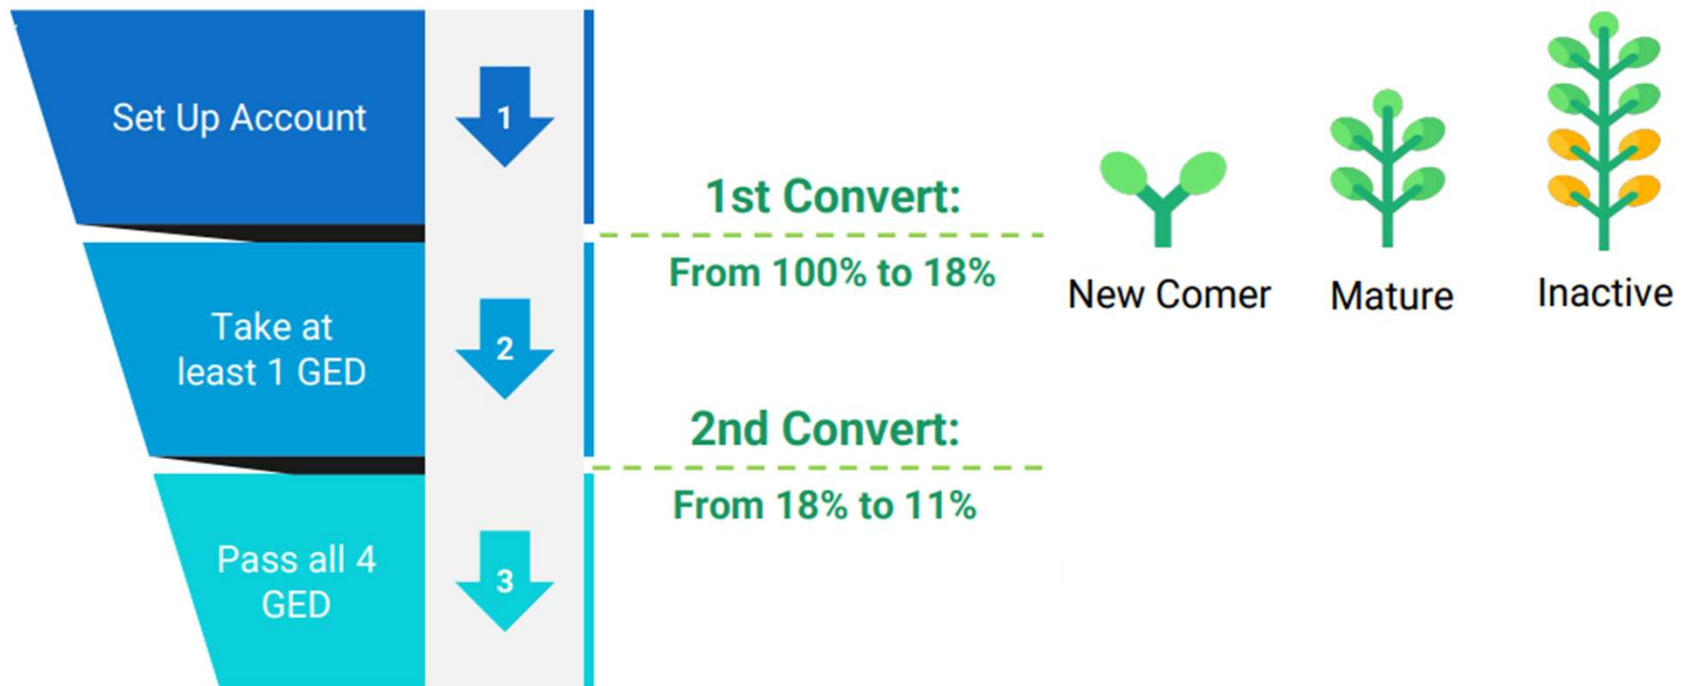 Set Up Account
1
1st Convert:
From 100% to 18%
Take at
least 1 GED
2
2nd Convert:
From 18% to 11%
Pass all 4
GED
3
New Comer
Mature
Inactive